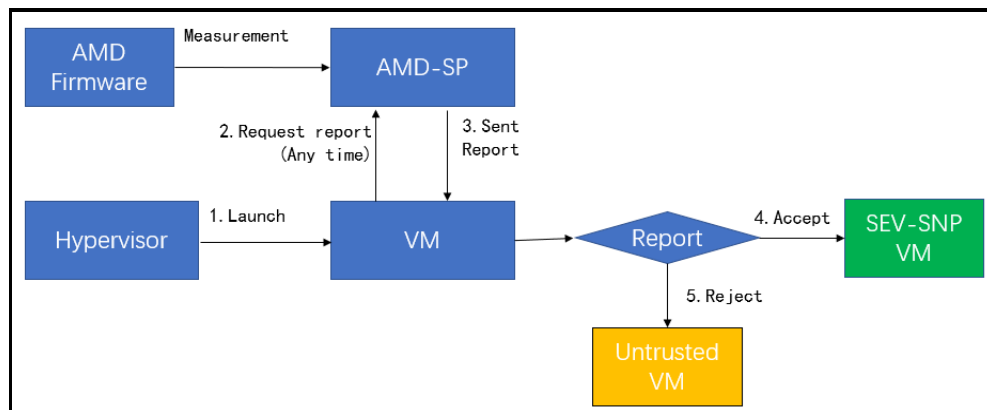 Measurement
AMD
Firmware
AMD-SP
2.Request report
(Any time)
3.Sent
Report
1.Launch
Hypervisor
VM
Report
4.Accept
SEV-SNP
VM
5.Reject
Untrusted
VM